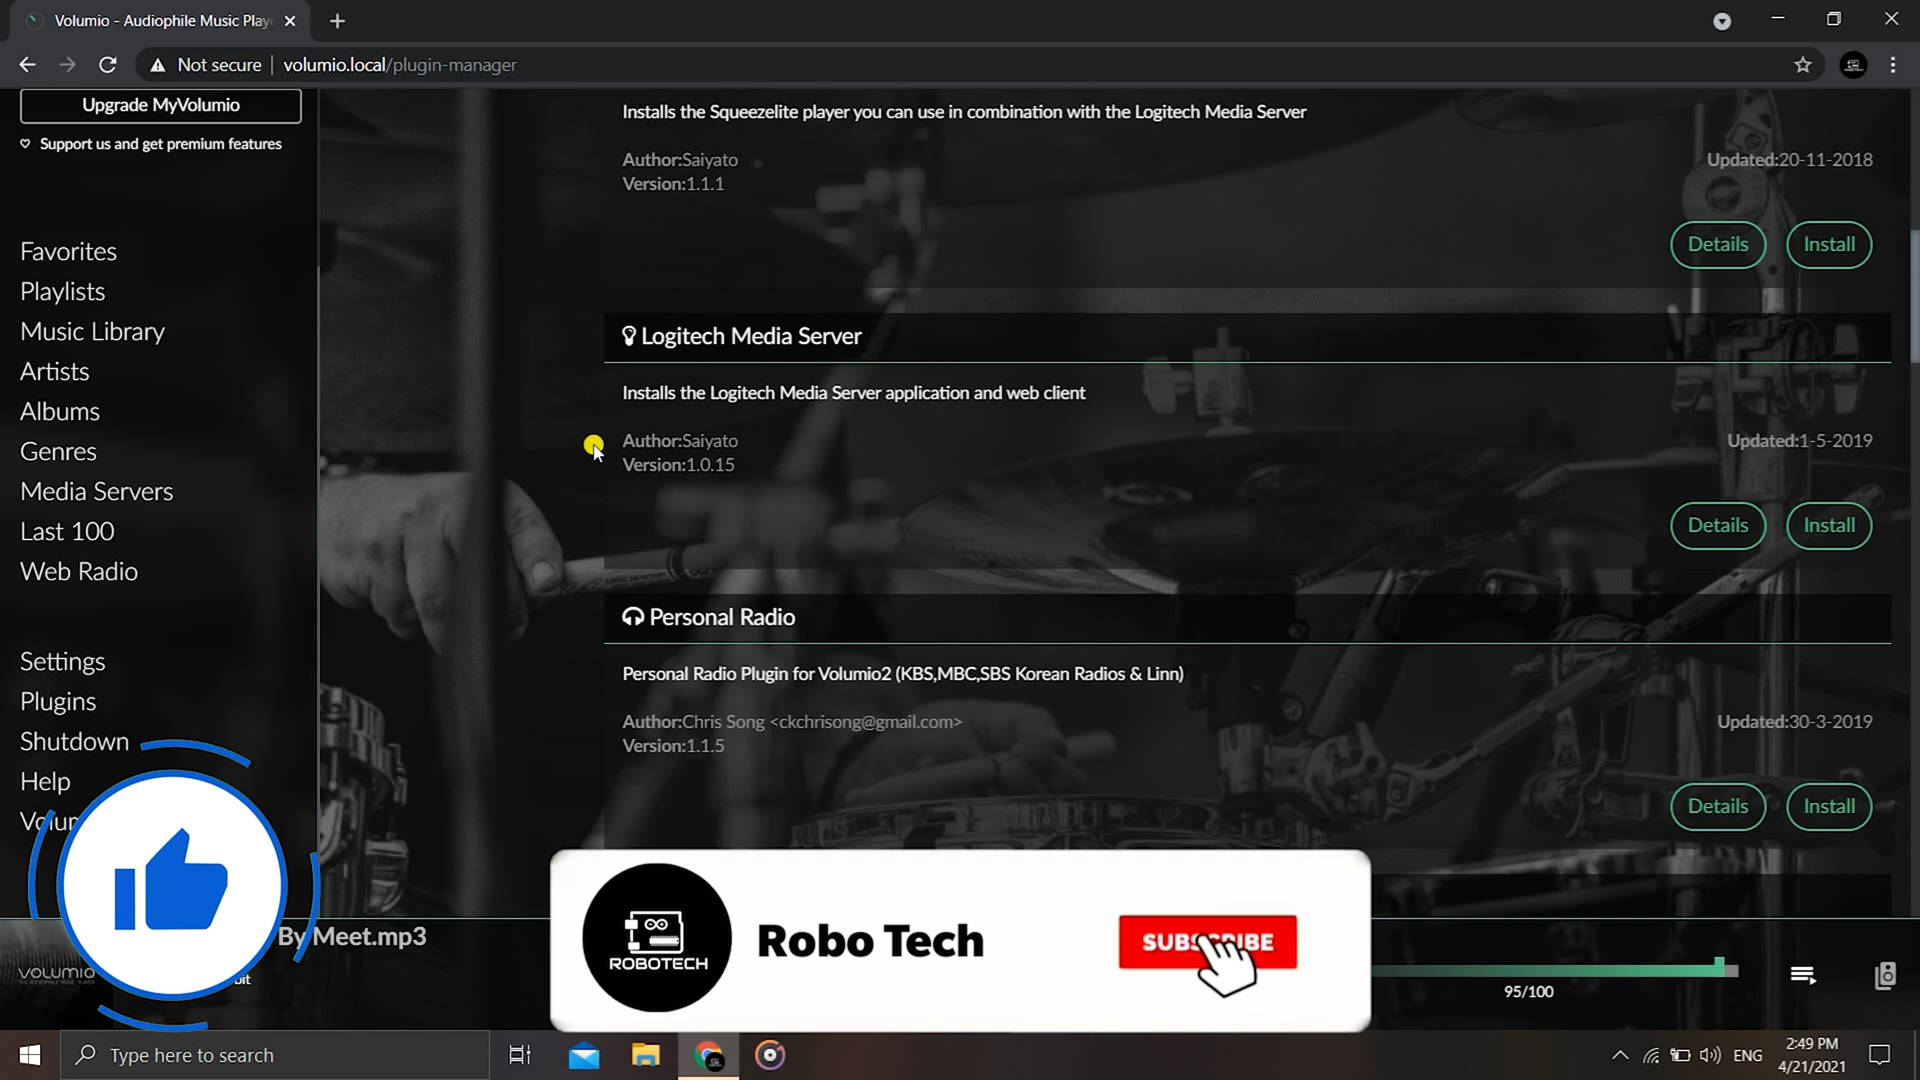 Volumio - Audiophile Music Play
Not secure | volumio.local/plugin-manager
Upgrade MyVolumio
Support us and get premium features
Favorites
Playlists
Music Library
Artists
Albums
Genres
Media Servers
Last 100
Web Radio
Settings
Plugins
Shutdown
Help
Installs the Squeezelite player you can use in combination with the Logitech Media Server
Author:Saiyato
Updated:20-11-2018
Version:1.1.1
Details
Install
Logitech Media Server
Installs the Logitech Media Server application and web client
Author:Saiyato
Updated:1-5-2019
Version:1.0.15
Details
Install
Personal Radio
Personal Radio Plugin for Volumio2 (KBS,MBC,SBS Korean Radios & Linn)
Author:Chris Song <ckchrisong@gmail.com>
Updated:30-3-2019
Version:1.1.5
Details
Install
By Meet.mp3
VOLUMIO
bit
ROBOTECH
Robo Tech
SUBSCRIBE
95/100
Type here to search
ENG
2:49 PM
4/21/2021